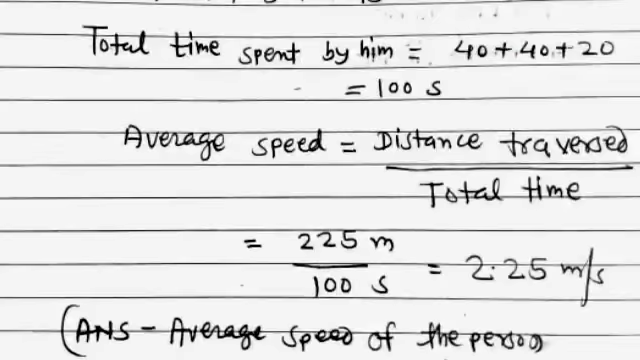 Total time spent by him = 40+40+20
= 100 s
Average speed = Distance traversed
Total time
= 225 m
100 s
= 2.25 m/s
(ANS - Average speed of the person